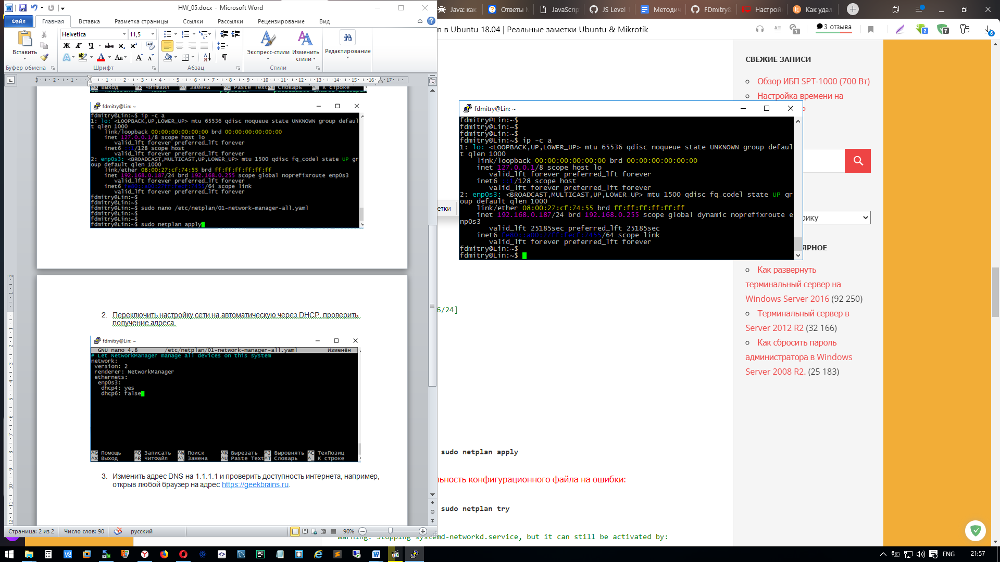 HW_05.docx - Microsoft Word
Файл
Главная
Вставка
Разметка страницы
Ссылки
Рассылки
Рецензирование
Вид
Helvetica
11,5
Вставить
Экспресс-стили
Изменить стили
Редактирование
Буфер обмена
Шрифт
Абзац
Стили
^X Выход ^R ЧитФайл ^\ Замена ^U Paste Text ^T Словарь ^_ К строке
fdmitry@Lin: ~
fdmitry@Lin:~$ ip -c a
1: lo: <LOOPBACK,UP,LOWER_UP> mtu 65536 qdisc noqueue state UNKNOWN group defaul
t qlen 1000
link/loopback 00:00:00:00:00:00 brd 00:00:00:00:00:00
inet 127.0.0.1/8 scope host lo
valid_lft forever preferred_lft forever
inet6 ::1/128 scope host
valid_lft forever preferred_lft forever
2: enp0s3: <BROADCAST,MULTICAST,UP,LOWER_UP> mtu 1500 qdisc fq_codel state UP gr
oup default qlen 1000
link/ether 08:00:27:cf:74:55 brd ff:ff:ff:ff:ff:ff
inet 192.168.0.187/24 brd 192.168.0.255 scope global noprefixroute enp0s3
valid_lft forever preferred_lft forever
inet6 fe80::a00:27ff:fecf:7455/64 scope link
valid_lft forever preferred_lft forever
fdmitry@Lin:~$
fdmitry@Lin:~$
fdmitry@Lin:~$ sudo nano /etc/netplan/01-network-manager-all.yaml
fdmitry@Lin:~$
fdmitry@Lin:~$
fdmitry@Lin:~$ sudo netplan apply
2. Переключить настройку сети на автоматическую через DHCP, проверить
получение адреса.
fdmitry@Lin: ~
GNU nano 4.8 /etc/netplan/01-network-manager-all.yaml Изменён
# Let NetworkManager manage all devices on this system
network:
version: 2
renderer: NetworkManager
ethernets:
enp0s3:
dhcp4: yes
dhcp6: false
^G Помощь ^O Записать ^W Поиск ^K Вырезать ^J Выровнять ^C ТекПозиц
^X Выход ^R ЧитФайл ^\ Замена ^U Paste Text ^T Словарь ^_ К строке
3. Изменить адрес DNS на 1.1.1.1 и проверить доступность интернета, например,
открыв любой браузер на адрес https://geekbrains.ru.
Страница: 2 из 2
Число слов: 90
русский
90%
Java: как
Ответы М
JavaScrip
JS Level 1
Методич
FDmitry8
Настрой
Как удал
n в Ubuntu 18.04 | Реальные заметки Ubuntu & Mikrotik
3 отзыва
fdmitry@Lin: ~
fdmitry@Lin:~$
fdmitry@Lin:~$
fdmitry@Lin:~$
fdmitry@Lin:~$ ip -c a
1: lo: <LOOPBACK,UP,LOWER_UP> mtu 65536 qdisc noqueue state UNKNOWN group defaul
t qlen 1000
link/loopback 00:00:00:00:00:00 brd 00:00:00:00:00:00
inet 127.0.0.1/8 scope host lo
valid_lft forever preferred_lft forever
inet6 ::1/128 scope host
valid_lft forever preferred_lft forever
2: enp0s3: <BROADCAST,MULTICAST,UP,LOWER_UP> mtu 1500 qdisc fq_codel state UP gr
oup default qlen 1000
link/ether 08:00:27:cf:74:55 brd ff:ff:ff:ff:ff:ff
inet 192.168.0.187/24 brd 192.168.0.255 scope global dynamic noprefixroute e
np0s3
valid_lft 25185sec preferred_lft 25185sec
inet6 fe80::a00:27ff:fecf:7455/64 scope link
valid_lft forever preferred_lft forever
fdmitry@Lin:~$
fdmitry@Lin:~$
етки
6/24]
sudo netplan apply
льность конфигурационного файла на ошибки:
sudo netplan try
Warning: Stopping systemd-networkd.service, but it can still be activated by:
СВЕЖИЕ ЗАПИСИ
Обзор ИБП SPT-1000 (700 Вт)
Настройка времени на
рику
ЯРНОЕ
Как развернуть
терминальный сервер на
Windows Server 2016 (92 250)
Терминальный сервер в
Server 2012 R2 (32 166)
Как сбросить пароль
администратора в Windows
Server 2008 R2. (25 183)
ENG
21:57